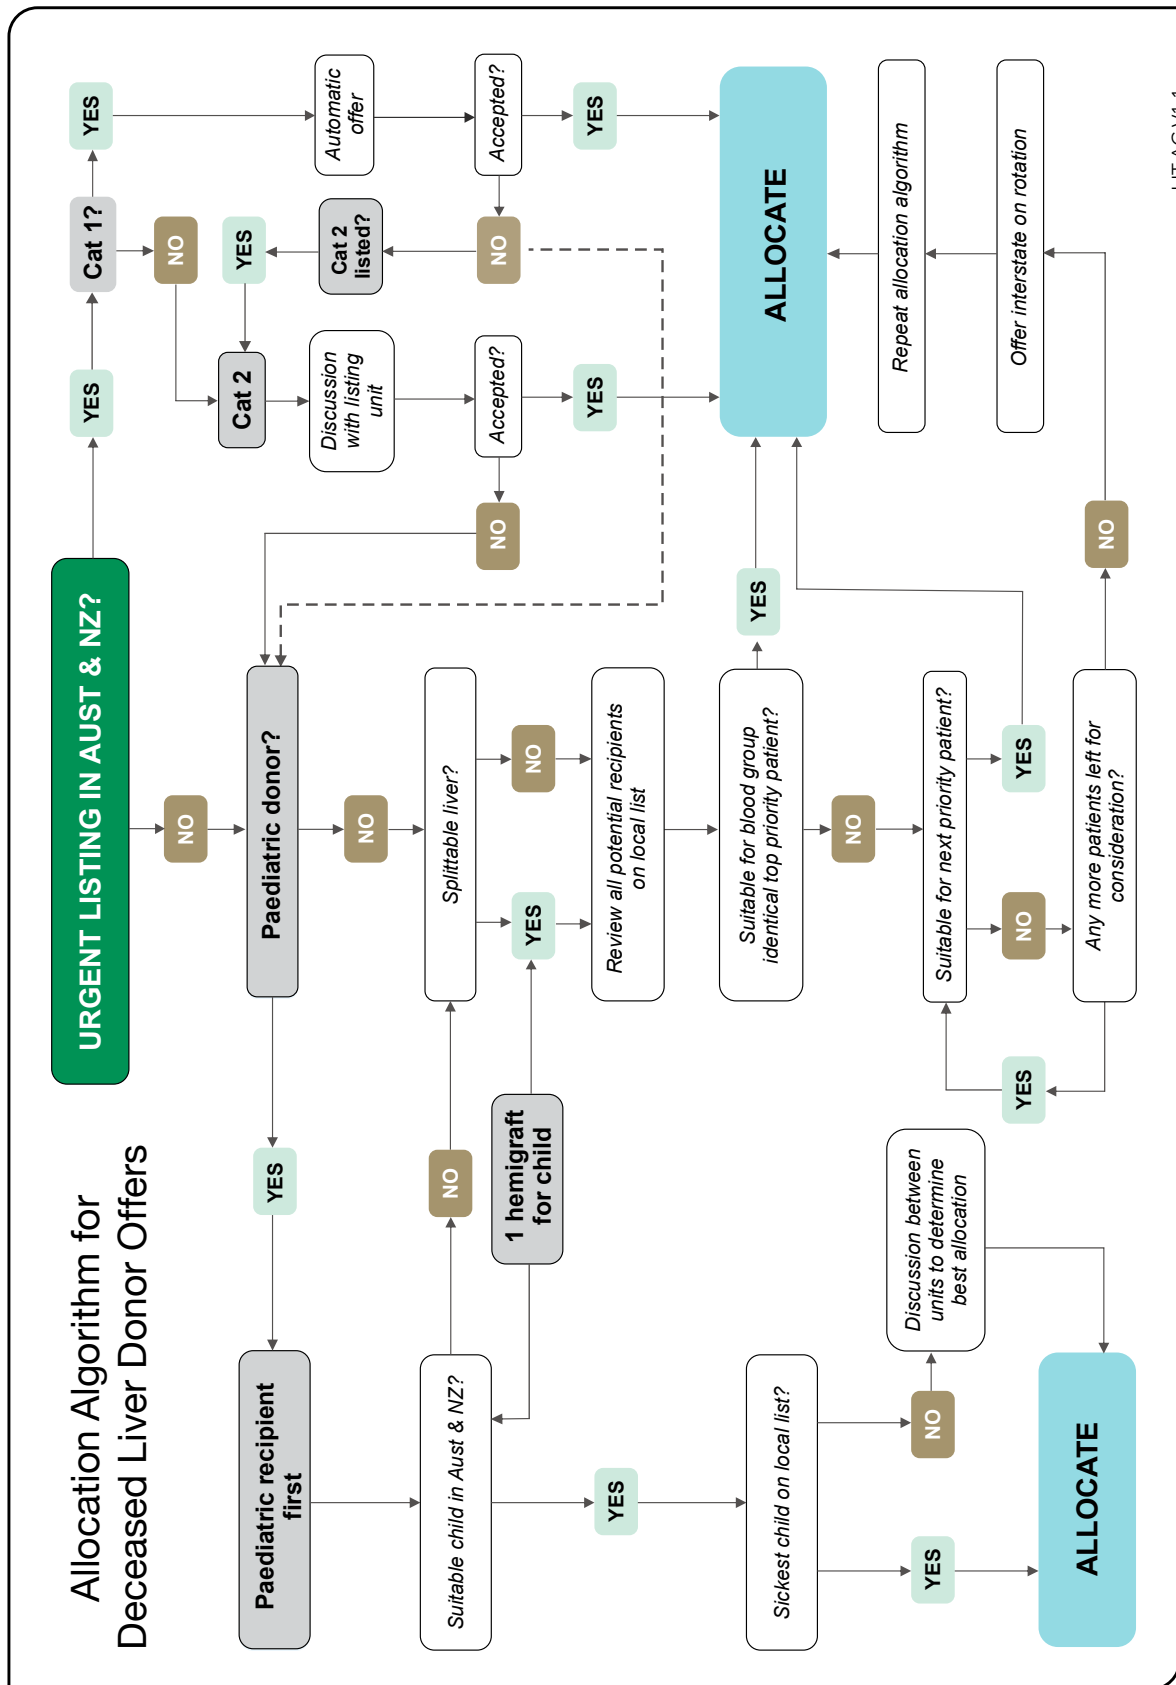 Allocation Algorithm for
Deceased Liver Donor Offers
URGENT LISTING IN AUST & NZ?
YES
Cat 1?
YES
NO
NO
Automatic
offer
Accepted?
YES
NO
Cat 2
listed?
YES
Cat 2
Discussion
with listing
unit
Accepted?
YES
NO
Paediatric donor?
YES
NO
Paediatric recipient
first
Suitable child in Aust & NZ?
NO
YES
1 hemigraft
for child
Splittable liver?
YES
NO
Review all potential recipients
on local list
Suitable for blood group
identical top priority patient?
YES
NO
ALLOCATE
Sickest child on local list?
YES
NO
Discussion between
units to determine
best allocation
ALLOCATE
Suitable for next priority patient?
YES
NO
Any more patients left for
consideration?
YES
NO
Offer interstate on rotation
Repeat allocation algorithm